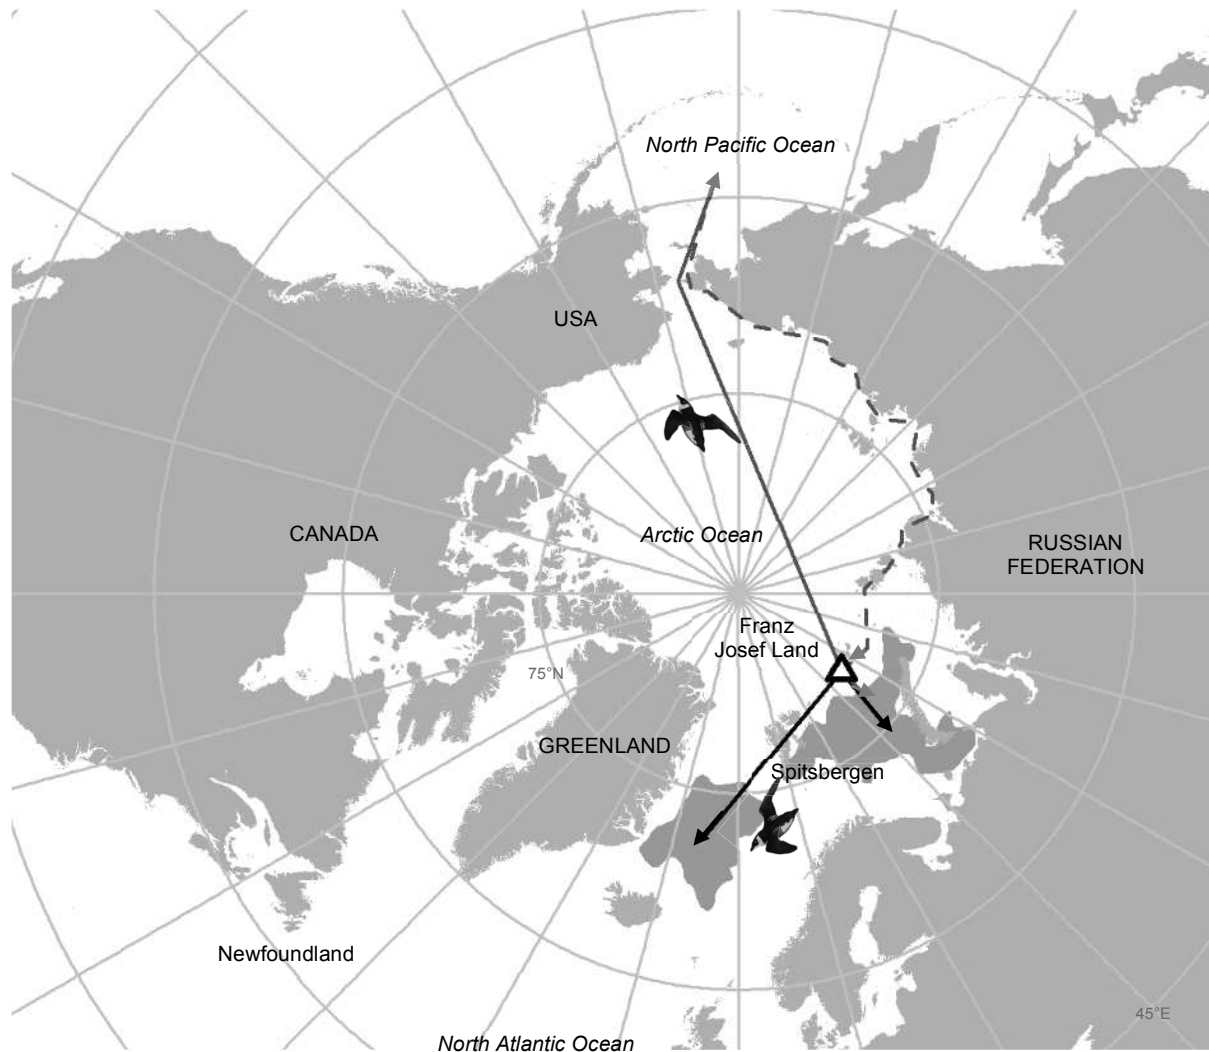 North Pacific Ocean
USA
CANADA
Arctic Ocean
RUSSIAN
FEDERATION
Franz
Josef Land
75°N
GREENLAND
Spitsbergen
Newfoundland
45°E
North Atlantic Ocean